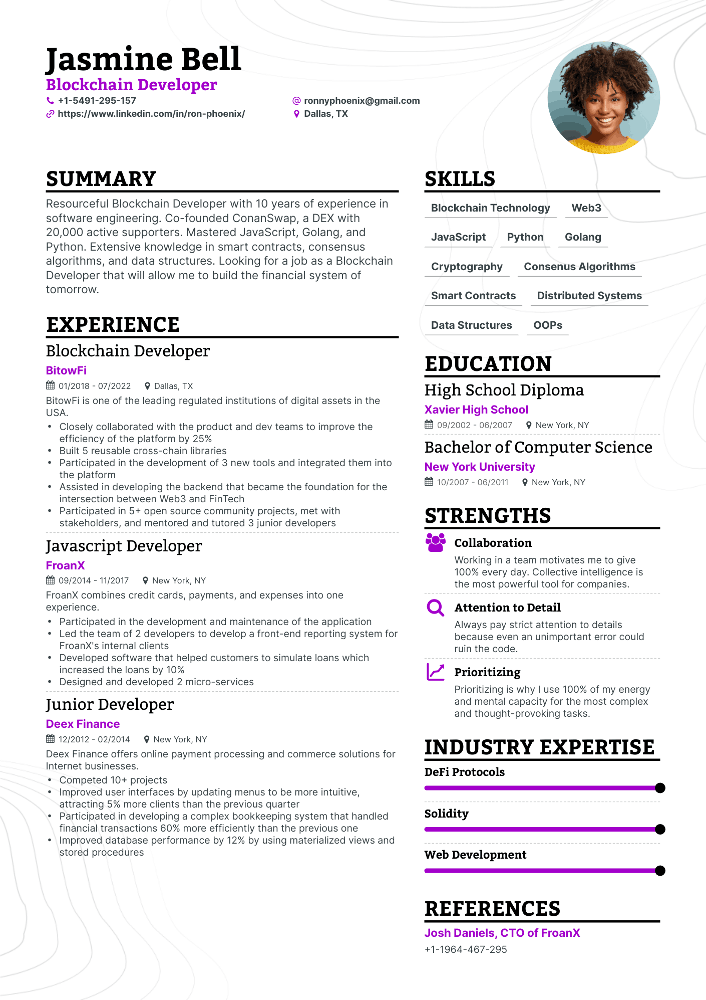 Jasmine Bell
Blockchain Developer
+1-5491-295-157
ronnyphoenix@gmail.com
https://www.linkedin.com/in/ron-phoenix/
Dallas, TX
SUMMARY
Resourceful Blockchain Developer with 10 years of experience in
software engineering. Co-founded ConanSwap, a DEX with
20,000 active supporters. Mastered JavaScript, Golang, and
Python. Extensive knowledge in smart contracts, consensus
algorithms, and data structures. Looking for a job as a Blockchain
Developer that will allow me to build the financial system of
tomorrow.
EXPERIENCE
Blockchain Developer
BitowFi
01/2018 - 07/2022 Dallas, TX
BitowFi is one of the leading regulated institutions of digital assets in the
USA.
• Closely collaborated with the product and dev teams to improve the
efficiency of the platform by 25%
• Built 5 reusable cross-chain libraries
• Participated in the development of 3 new tools and integrated them into
the platform
• Assisted in developing the backend that became the foundation for the
intersection between Web3 and FinTech
• Participated in 5+ open source community projects, met with
stakeholders, and mentored and tutored 3 junior developers
Javascript Developer
FroanX
09/2014 - 11/2017 New York, NY
FroanX combines credit cards, payments, and expenses into one
experience.
• Participated in the development and maintenance of the application
• Led the team of 2 developers to develop a front-end reporting system for
FroanX's internal clients
• Developed software that helped customers to simulate loans which
increased the loans by 10%
• Designed and developed 2 micro-services
Junior Developer
Deex Finance
12/2012 - 02/2014 New York, NY
Deex Finance offers online payment processing and commerce solutions for
Internet businesses.
• Competed 10+ projects
• Improved user interfaces by updating menus to be more intuitive,
attracting 5% more clients than the previous quarter
• Participated in developing a complex bookkeeping system that handled
financial transactions 60% more efficiently than the previous one
• Improved database performance by 12% by using materialized views and
stored procedures
SKILLS
Blockchain Technology Web3
JavaScript Python Golang
Cryptography Consenus Algorithms
Smart Contracts Distributed Systems
Data Structures OOPs
EDUCATION
High School Diploma
Xavier High School
09/2002 - 06/2007 New York, NY
Bachelor of Computer Science
New York University
10/2007 - 06/2011 New York, NY
STRENGTHS
Collaboration
Working in a team motivates me to give
100% every day. Collective intelligence is
the most powerful tool for companies.
Attention to Detail
Always pay strict attention to details
because even an unimportant error could
ruin the code.
Prioritizing
Prioritizing is why I use 100% of my energy
and mental capacity for the most complex
and thought-provoking tasks.
INDUSTRY EXPERTISE
DeFi Protocols
Solidity
Web Development
REFERENCES
Josh Daniels, CTO of FroanX
+1-1964-467-295